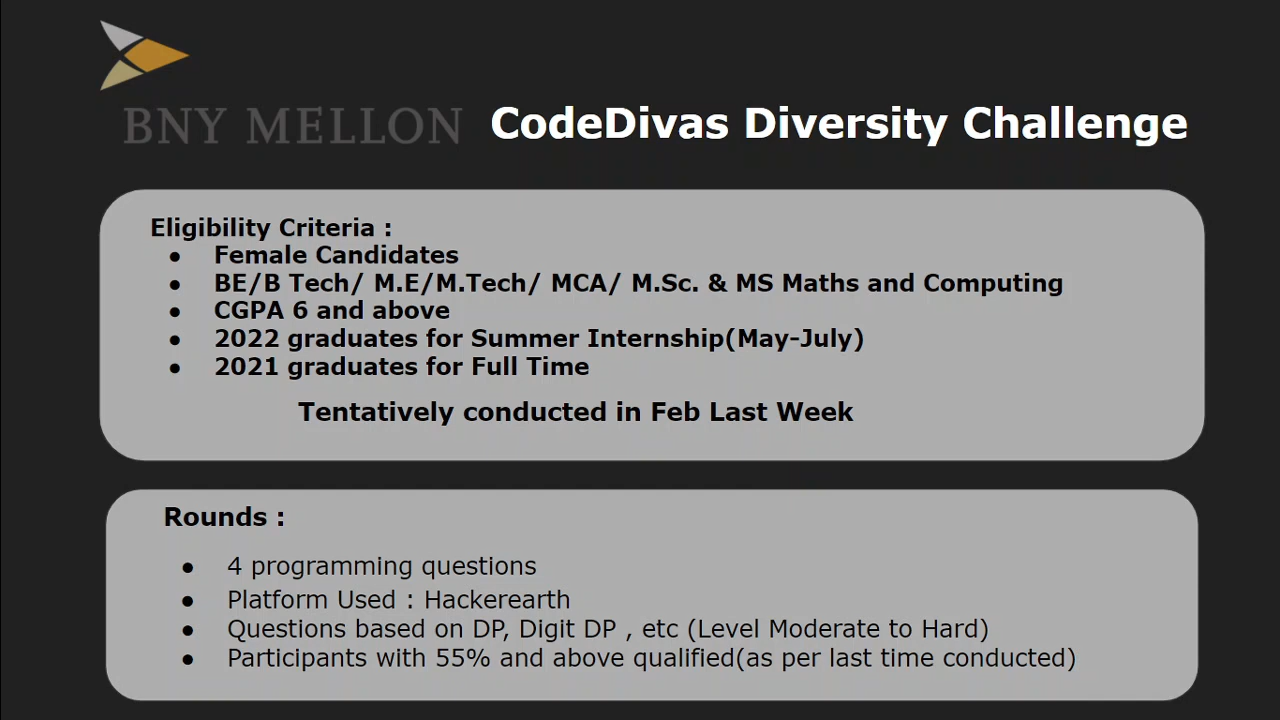 BNY MELLON CodeDivas Diversity Challenge
Eligibility Criteria :
● Female Candidates
● BE/B Tech/ M.E/M.Tech/ MCA/ M.Sc. & MS Maths and Computing
● CGPA 6 and above
● 2022 graduates for Summer Internship(May-July)
● 2021 graduates for Full Time
Tentatively conducted in Feb Last Week
Rounds :
● 4 programming questions
● Platform Used : Hackerearth
● Questions based on DP, Digit DP , etc (Level Moderate to Hard)
● Participants with 55% and above qualified(as per last time conducted)